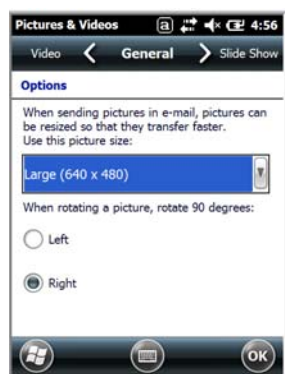 Pictures & Videos a 4:56
Video General Slide Show
Options
When sending pictures in e-mail, pictures can
be resized so that they transfer faster.
Use this picture size:
Large (640 x 480)
When rotating a picture, rotate 90 degrees:
Left
Right
OK